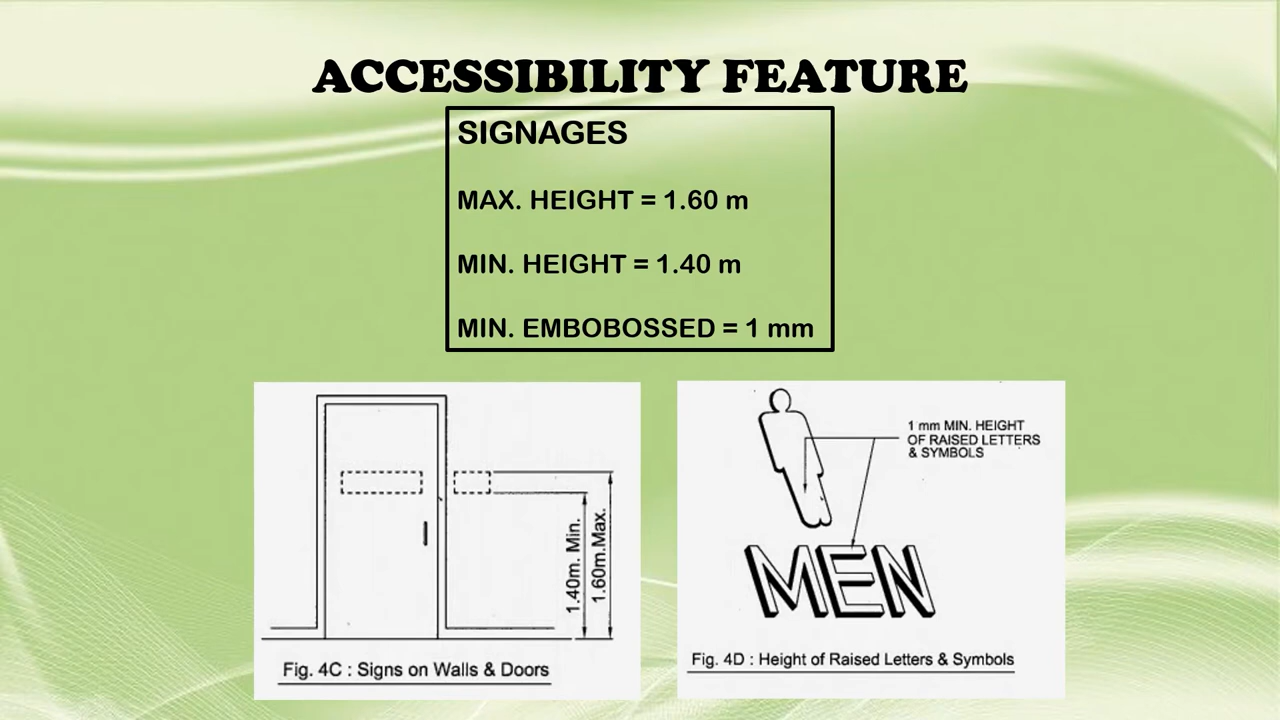 ACCESSIBILITY FEATURE
SIGNAGES
MAX. HEIGHT = 1.60 m
MIN. HEIGHT = 1.40 m
MIN. EMBOBOSSED = 1 mm
1.40m. Min.
1.60m.Max.
Fig. 4C : Signs on Walls & Doors
1 mm MIN. HEIGHT
OF RAISED LETTERS
& SYMBOLS
MEN
Fig. 4D : Height of Raised Letters & Symbols